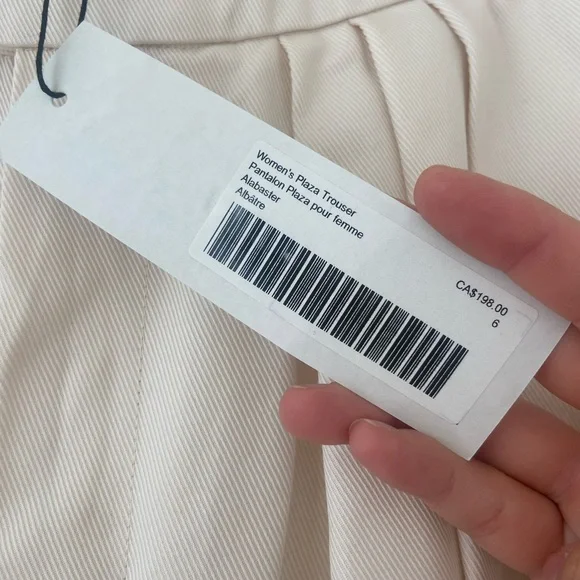 Women's Plaza Trouser
Pantalon Plaza pour femme
Alabaster
Albâtre
CA$198.00
6